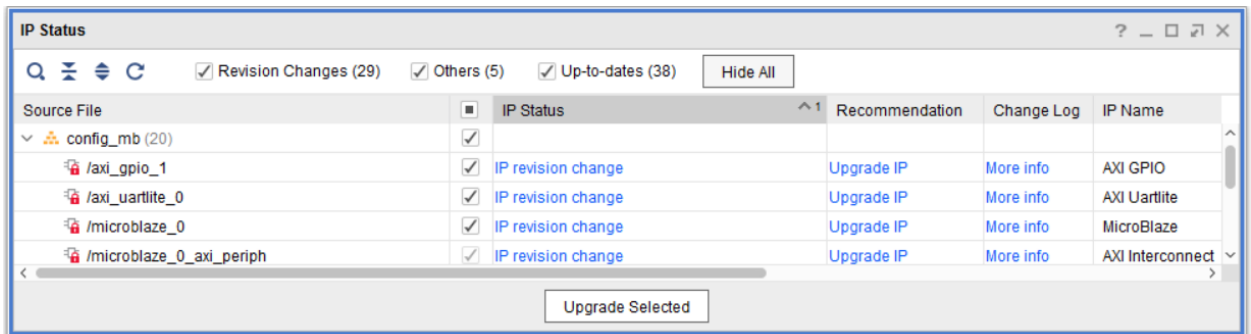 IP Status
Revision Changes (29) Others (5) Up-to-dates (38) Hide All
Source File IP Status 1 Recommendation Change Log IP Name
config_mb (20)
/axi_gpio_1 IP revision change Upgrade IP More info AXI GPIO
/axi_uartlite_0 IP revision change Upgrade IP More info AXI Uartlite
/microblaze_0 IP revision change Upgrade IP More info MicroBlaze
/microblaze_0_axi_periph IP revision change Upgrade IP More info AXI Interconnect
Upgrade Selected